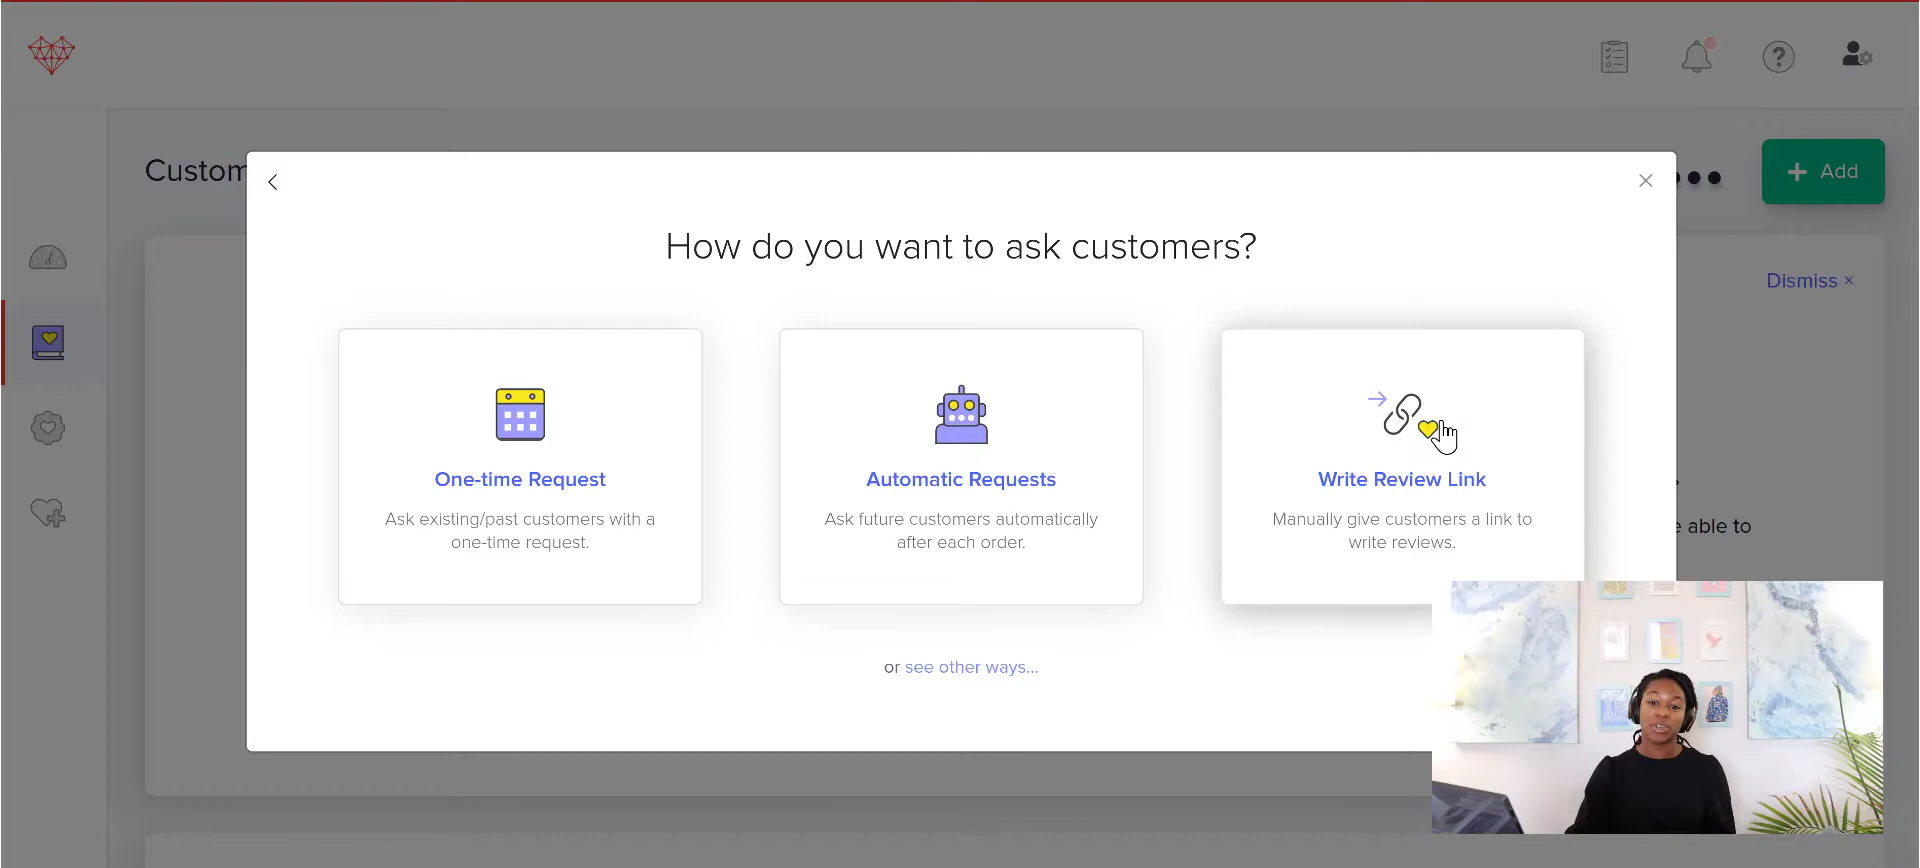 Custom
+ Add
Dismiss ×
How do you want to ask customers?
One-time Request
Ask existing/past customers with a
one-time request.
Automatic Requests
Ask future customers automatically
after each order.
Write Review Link
Manually give customers a link to
write reviews.
able to
or see other ways...